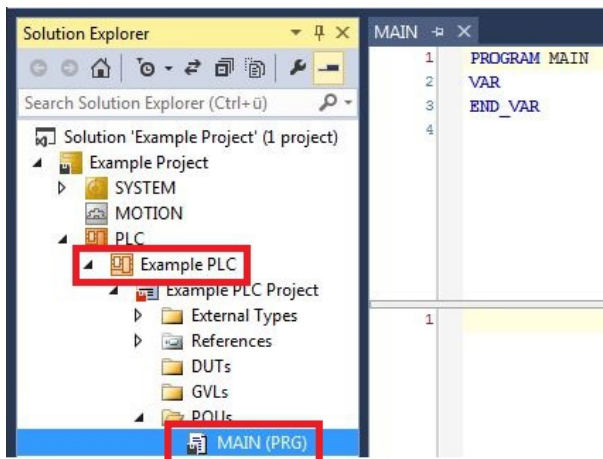 Solution Explorer
Search Solution Explorer (Ctrl+ü)
Solution 'Example Project' (1 project)
Example Project
SYSTEM
MOTION
PLC
Example PLC
Example PLC Project
External Types
References
DUTs
GVLs
POUs
MAIN (PRG)
MAIN
1 PROGRAM MAIN
2 VAR
3 END_VAR
4
1